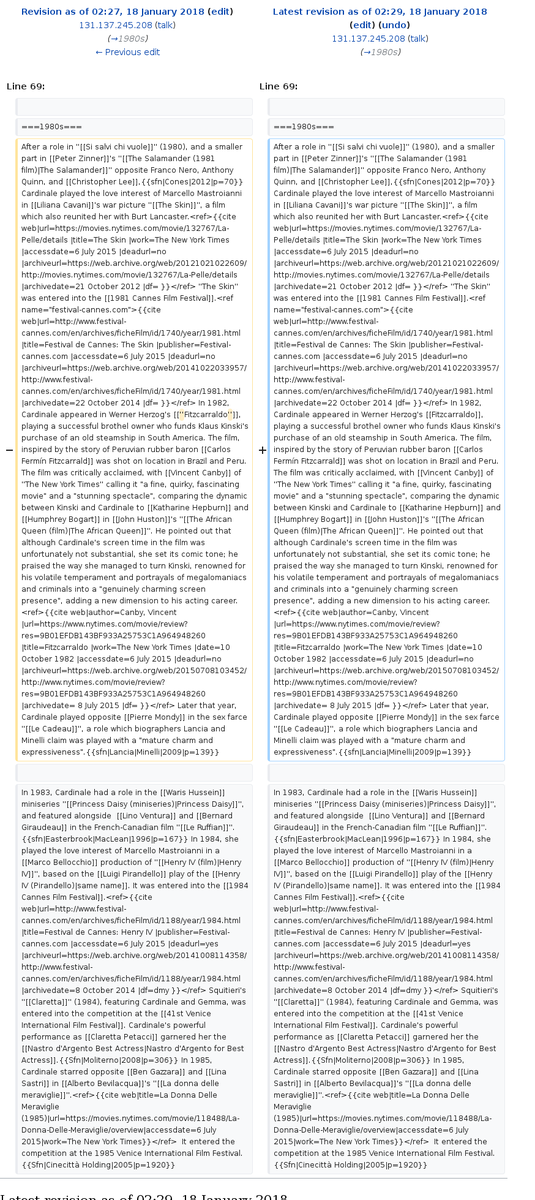 Revision as of 02:27, 18 January 2018 (edit)
131.137.245.208 (talk)
(→1980s)
← Previous edit
Latest revision as of 02:29, 18 January 2018
(edit) (undo)
131.137.245.208 (talk)
(→1980s)
Line 69:
===1980s===
−
After a role in ''[[Si salvi chi vuole]]'' (1980), and a smaller
part in [[Peter Zinner]]'s ''[[The Salamander (1981
film)|The Salamander]]'' opposite Franco Nero, Anthony
Quinn, and [[Christopher Lee]],{{sfn|Cones|2012|p=70}}
Cardinale played the love interest of Marcello Mastroianni
in [[Liliana Cavani]]'s war picture ''[[The Skin]]'', a film
which also reunited her with Burt Lancaster.<ref>{{cite
web|url=https://movies.nytimes.com/movie/132767/La-
Pelle/details |title=The Skin |work=The New York Times
|accessdate=6 July 2015 |deadurl=no
|archiveurl=https://web.archive.org/web/20121021022609/
http://movies.nytimes.com/movie/132767/La-Pelle/details
|archivedate=21 October 2012 |df= }}</ref> ''The Skin''
was entered into the [[1981 Cannes Film Festival]].<ref
name="festival-cannes.com">{{cite
web|url=http://www.festival-
cannes.com/en/archives/ficheFilm/id/1740/year/1981.html
|title=Festival de Cannes: The Skin |publisher=Festival-
cannes.com |accessdate=6 July 2015 |deadurl=no
|archiveurl=https://web.archive.org/web/20141022033957/
http://www.festival-
cannes.com/en/archives/ficheFilm/id/1740/year/1981.html
|archivedate=22 October 2014 |df= }}</ref> In 1982,
Cardinale appeared in Werner Herzog's [[''Fitzcarraldo'']],
playing a successful brothel owner who funds Klaus Kinski's
purchase of an old steamship in South America. The film,
inspired by the story of Peruvian rubber baron [[Carlos
Fermín Fitzcarrald]] was shot on location in Brazil and Peru.
The film was critically acclaimed, with [[Vincent Canby]] of
''The New York Times'' calling it "a fine, quirky, fascinating
movie" and a "stunning spectacle", comparing the dynamic
between Kinski and Cardinale to [[Katharine Hepburn]] and
[[Humphrey Bogart]] in [[John Huston]]'s ''[[The African
Queen (film)|The African Queen]]''. He pointed out that
although Cardinale's screen time in the film was
unfortunately not substantial, she set its comic tone; he
praised the way she managed to turn Kinski, renowned for
his volatile temperament and portrayals of megalomaniacs
and criminals into a "genuinely charming screen
presence", adding a new dimension to his acting career.
<ref>{{cite web|author=Canby, Vincent
|url=https://www.nytimes.com/movie/review?
res=9B01EFDB143BF933A25753C1A964948260
|title=Fitzcarraldo |work=The New York Times |date=10
October 1982 |accessdate=6 July 2015 |deadurl=no
|archiveurl=https://web.archive.org/web/20150708103452/
http://www.nytimes.com/movie/review?
res=9B01EFDB143BF933A25753C1A964948260
|archivedate= 8 July 2015 |df= }}</ref> Later that year,
Cardinale played opposite [[Pierre Mondy]] in the sex farce
''[[Le Cadeau]]'', a role which biographers Lancia and
Minelli claim was played with a "mature charm and
expressiveness".{{sfn|Lancia|Minelli|2009|p=139}}
In 1983, Cardinale had a role in the [[Waris Hussein]]
miniseries ''[[Princess Daisy (miniseries)|Princess Daisy]]'',
and featured alongside  [[Lino Ventura]] and [[Bernard
Giraudeau]] in the French-Canadian film ''[[Le Ruffian]]''.
{{sfn|Easterbrook|MacLean|1996|p=167}} In 1984, she
played the love interest of Marcello Mastroianni in a
[[Marco Bellocchio]] production of ''[[Henry IV (film)|Henry
IV]]'', based on the [[Luigi Pirandello]] play of the [[Henry
IV (Pirandello)|same name]]. It was entered into the [[1984
Cannes Film Festival]].<ref>{{cite
web|url=http://www.festival-
cannes.com/en/archives/ficheFilm/id/1188/year/1984.html
|title=Festival de Cannes: Henry IV |publisher=Festival-
cannes.com |accessdate=6 July 2015 |deadurl=yes
|archiveurl=https://web.archive.org/web/20141008114358/
http://www.festival-
cannes.com/en/archives/ficheFilm/id/1188/year/1984.html
|archivedate=8 October 2014 |df=dmy }}</ref> Squitieri's
''[[Claretta]]'' (1984), featuring Cardinale and Gemma, was
entered into the competition at the [[41st Venice
International Film Festival]]. Cardinale's powerful
performance as [[Claretta Petacci]] garnered her the
[[Nastro d'Argento Best Actress|Nastro d'Argento for Best
Actress]].{{Sfn|Moliterno|2008|p=306}} In 1985,
Cardinale starred opposite [[Ben Gazzara]] and [[Lina
Sastri]] in [[Alberto Bevilacqua]]'s ''[[La donna delle
meraviglie]]''.<ref>{{cite web|title=La Donna Delle
Meraviglie
(1985)|url=https://movies.nytimes.com/movie/118488/La-
Donna-Delle-Meraviglie/overview|accessdate=6 July
2015|work=The New York Times}}</ref>  It entered the
competition at the 1985 Venice International Film Festival.
{{Sfn|Cinecittà Holding|2005|p=1920}}
Line 69:
===1980s===
+
After a role in ''[[Si salvi chi vuole]]'' (1980), and a smaller
part in [[Peter Zinner]]'s ''[[The Salamander (1981
film)|The Salamander]]'' opposite Franco Nero, Anthony
Quinn, and [[Christopher Lee]],{{sfn|Cones|2012|p=70}}
Cardinale played the love interest of Marcello Mastroianni
in [[Liliana Cavani]]'s war picture ''[[The Skin]]'', a film
which also reunited her with Burt Lancaster.<ref>{{cite
web|url=https://movies.nytimes.com/movie/132767/La-
Pelle/details |title=The Skin |work=The New York Times
|accessdate=6 July 2015 |deadurl=no
|archiveurl=https://web.archive.org/web/20121021022609/
http://movies.nytimes.com/movie/132767/La-Pelle/details
|archivedate=21 October 2012 |df= }}</ref> ''The Skin''
was entered into the [[1981 Cannes Film Festival]].<ref
name="festival-cannes.com">{{cite
web|url=http://www.festival-
cannes.com/en/archives/ficheFilm/id/1740/year/1981.html
|title=Festival de Cannes: The Skin |publisher=Festival-
cannes.com |accessdate=6 July 2015 |deadurl=no
|archiveurl=https://web.archive.org/web/20141022033957/
http://www.festival-
cannes.com/en/archives/ficheFilm/id/1740/year/1981.html
|archivedate=22 October 2014 |df= }}</ref> In 1982,
Cardinale appeared in Werner Herzog's [[Fitzcarraldo]],
playing a successful brothel owner who funds Klaus Kinski's
purchase of an old steamship in South America. The film,
inspired by the story of Peruvian rubber baron [[Carlos
Fermín Fitzcarrald]] was shot on location in Brazil and Peru.
The film was critically acclaimed, with [[Vincent Canby]] of
''The New York Times'' calling it "a fine, quirky, fascinating
movie" and a "stunning spectacle", comparing the dynamic
between Kinski and Cardinale to [[Katharine Hepburn]] and
[[Humphrey Bogart]] in [[John Huston]]'s ''[[The African
Queen (film)|The African Queen]]''. He pointed out that
although Cardinale's screen time in the film was
unfortunately not substantial, she set its comic tone; he
praised the way she managed to turn Kinski, renowned for
his volatile temperament and portrayals of megalomaniacs
and criminals into a "genuinely charming screen
presence", adding a new dimension to his acting career.
<ref>{{cite web|author=Canby, Vincent
|url=https://www.nytimes.com/movie/review?
res=9B01EFDB143BF933A25753C1A964948260
|title=Fitzcarraldo |work=The New York Times |date=10
October 1982 |accessdate=6 July 2015 |deadurl=no
|archiveurl=https://web.archive.org/web/20150708103452/
http://www.nytimes.com/movie/review?
res=9B01EFDB143BF933A25753C1A964948260
|archivedate= 8 July 2015 |df= }}</ref> Later that year,
Cardinale played opposite [[Pierre Mondy]] in the sex farce
''[[Le Cadeau]]'', a role which biographers Lancia and
Minelli claim was played with a "mature charm and
expressiveness".{{sfn|Lancia|Minelli|2009|p=139}}
In 1983, Cardinale had a role in the [[Waris Hussein]]
miniseries ''[[Princess Daisy (miniseries)|Princess Daisy]]'',
and featured alongside  [[Lino Ventura]] and [[Bernard
Giraudeau]] in the French-Canadian film ''[[Le Ruffian]]''.
{{sfn|Easterbrook|MacLean|1996|p=167}} In 1984, she
played the love interest of Marcello Mastroianni in a
[[Marco Bellocchio]] production of ''[[Henry IV (film)|Henry
IV]]'', based on the [[Luigi Pirandello]] play of the [[Henry
IV (Pirandello)|same name]]. It was entered into the [[1984
Cannes Film Festival]].<ref>{{cite
web|url=http://www.festival-
cannes.com/en/archives/ficheFilm/id/1188/year/1984.html
|title=Festival de Cannes: Henry IV |publisher=Festival-
cannes.com |accessdate=6 July 2015 |deadurl=yes
|archiveurl=https://web.archive.org/web/20141008114358/
http://www.festival-
cannes.com/en/archives/ficheFilm/id/1188/year/1984.html
|archivedate=8 October 2014 |df=dmy }}</ref> Squitieri's
''[[Claretta]]'' (1984), featuring Cardinale and Gemma, was
entered into the competition at the [[41st Venice
International Film Festival]]. Cardinale's powerful
performance as [[Claretta Petacci]] garnered her the
[[Nastro d'Argento Best Actress|Nastro d'Argento for Best
Actress]].{{Sfn|Moliterno|2008|p=306}} In 1985,
Cardinale starred opposite [[Ben Gazzara]] and [[Lina
Sastri]] in [[Alberto Bevilacqua]]'s ''[[La donna delle
meraviglie]]''.<ref>{{cite web|title=La Donna Delle
Meraviglie
(1985)|url=https://movies.nytimes.com/movie/118488/La-
Donna-Delle-Meraviglie/overview|accessdate=6 July
2015|work=The New York Times}}</ref>  It entered the
competition at the 1985 Venice International Film Festival.
{{Sfn|Cinecittà Holding|2005|p=1920}}
Latest revision as of 02:29, 18 January 2018